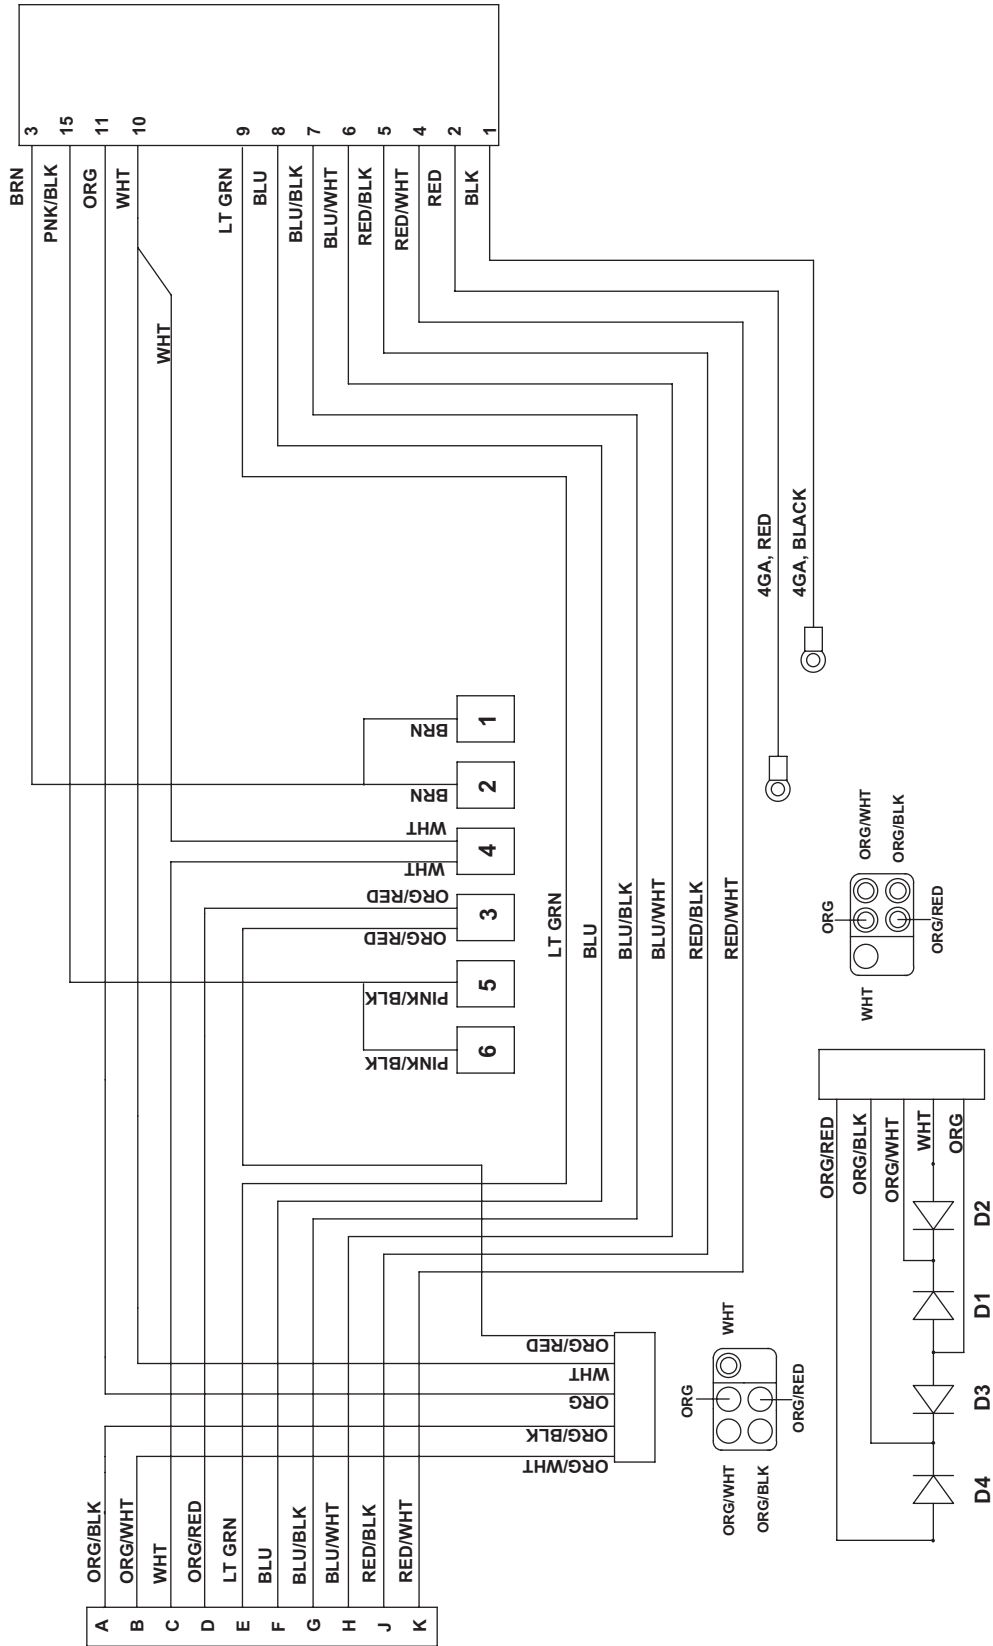 3
15
11
10
9
8
7
6
5
4
2
1
BRN
PNK/BLK
ORG
WHT
LT GRN
BLU
BLU/BLK
BLU/WHT
RED/BLK
RED/WHT
RED
BLK
WHT
4GA, RED
4GA, BLACK
BRN
1
BRN
2
WHT
WHT
4
ORG/RED
ORG/RED
3
PINK/BLK
5
PINK/BLK
6
LT GRN
BLU
BLU/BLK
BLU/WHT
RED/BLK
RED/WHT
ORG
ORG/WHT
ORG/BLK
ORG/RED
WHT
ORG/RED
WHT
ORG
ORG/BLK
ORG/WHT
WHT
ORG
ORG/RED
ORG/WHT
ORG/BLK
ORG/RED
ORG/BLK
ORG/WHT
WHT
ORG
D2
D1
D3
D4
ORG/BLK
ORG/WHT
WHT
ORG/RED
LT GRN
BLU
BLU/BLK
BLU/WHT
RED/BLK
RED/WHT
A
B
C
D
E
F
G
H
J
K